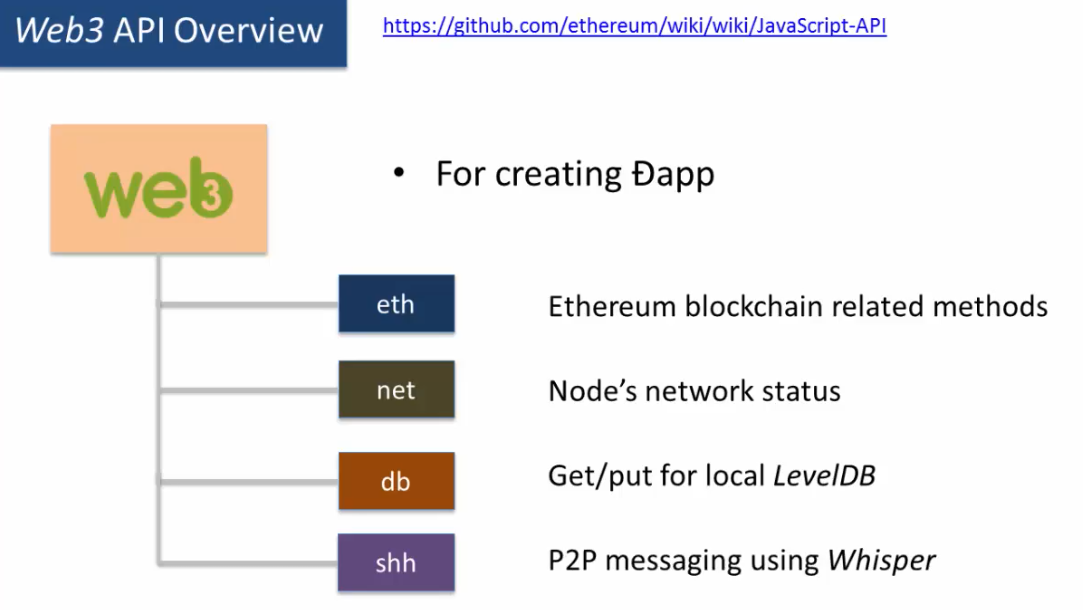 Web3 API Overview
https://github.com/ethereum/wiki/wiki/JavaScript-API
web3
• For creating Đapp
eth
Ethereum blockchain related methods
net
Node’s network status
db
Get/put for local LevelDB
shh
P2P messaging using Whisper